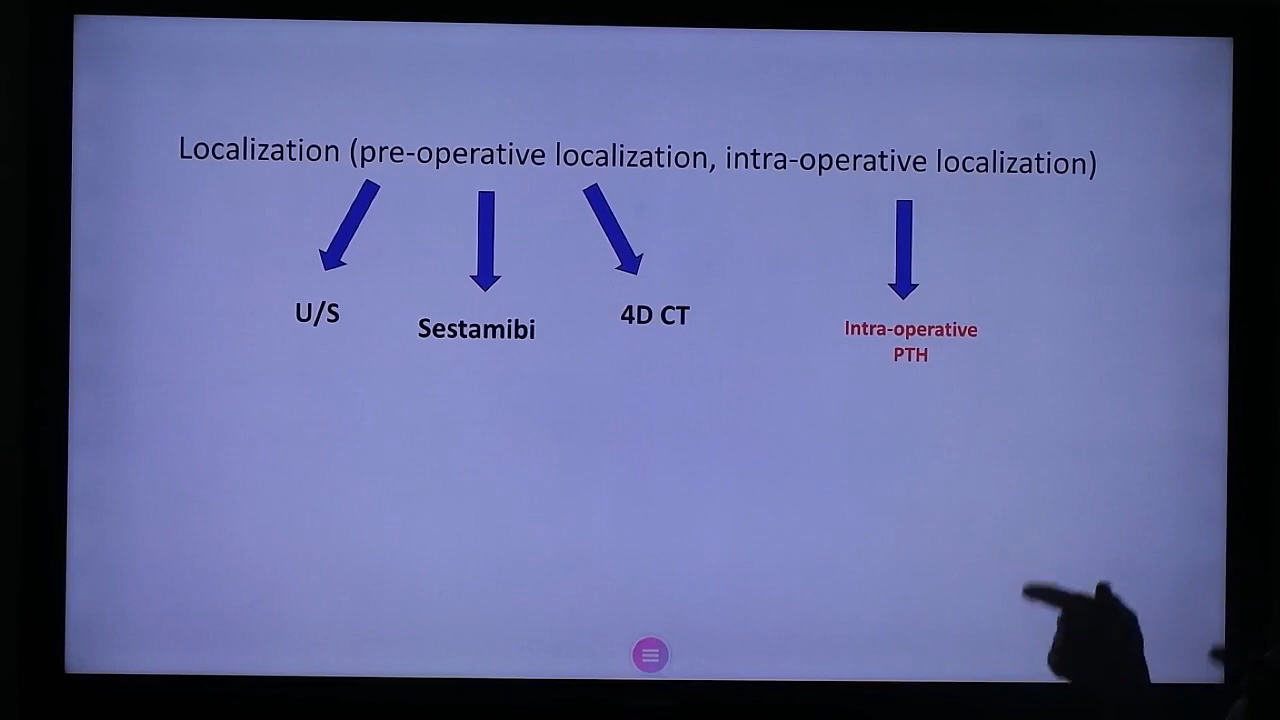 Localization (pre-operative localization, intra-operative localization)
U/S
Sestamibi
4D CT
Intra-operative
PTH